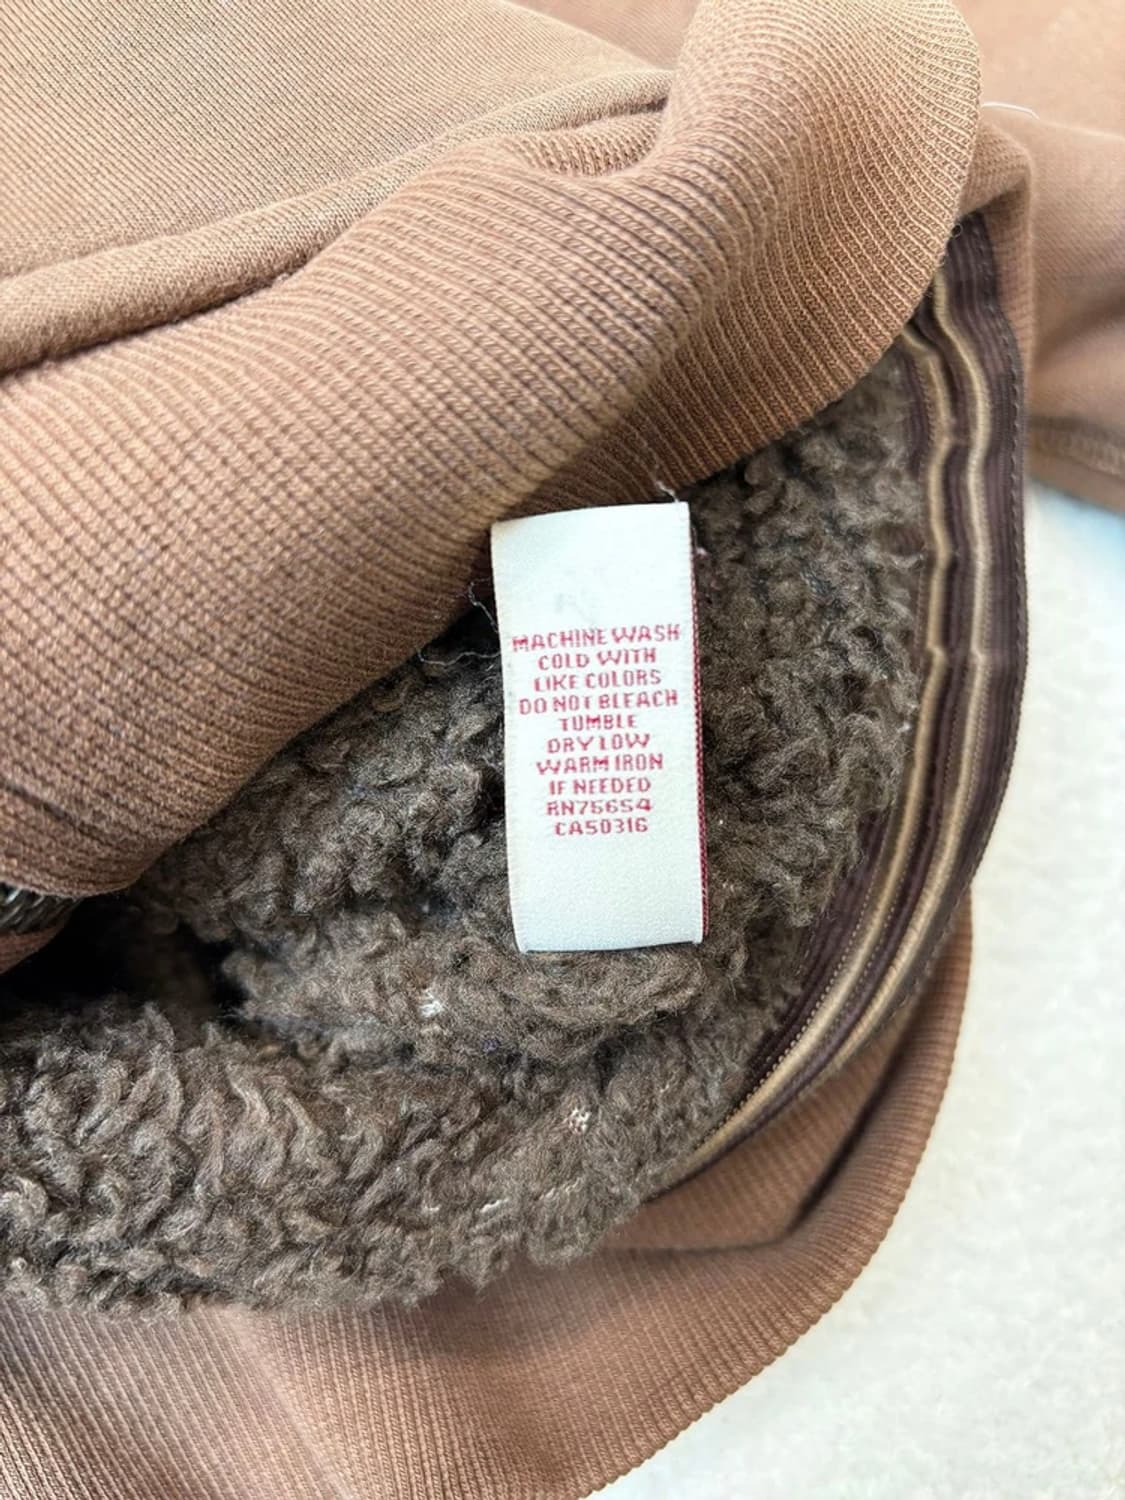 MACHINE WASH
COLD WITH
LIKE COLORS
DO NOT BLEACH
TUMBLE
DRY LOW
WARM IRON
IF NEEDED
RN75654
CA50316